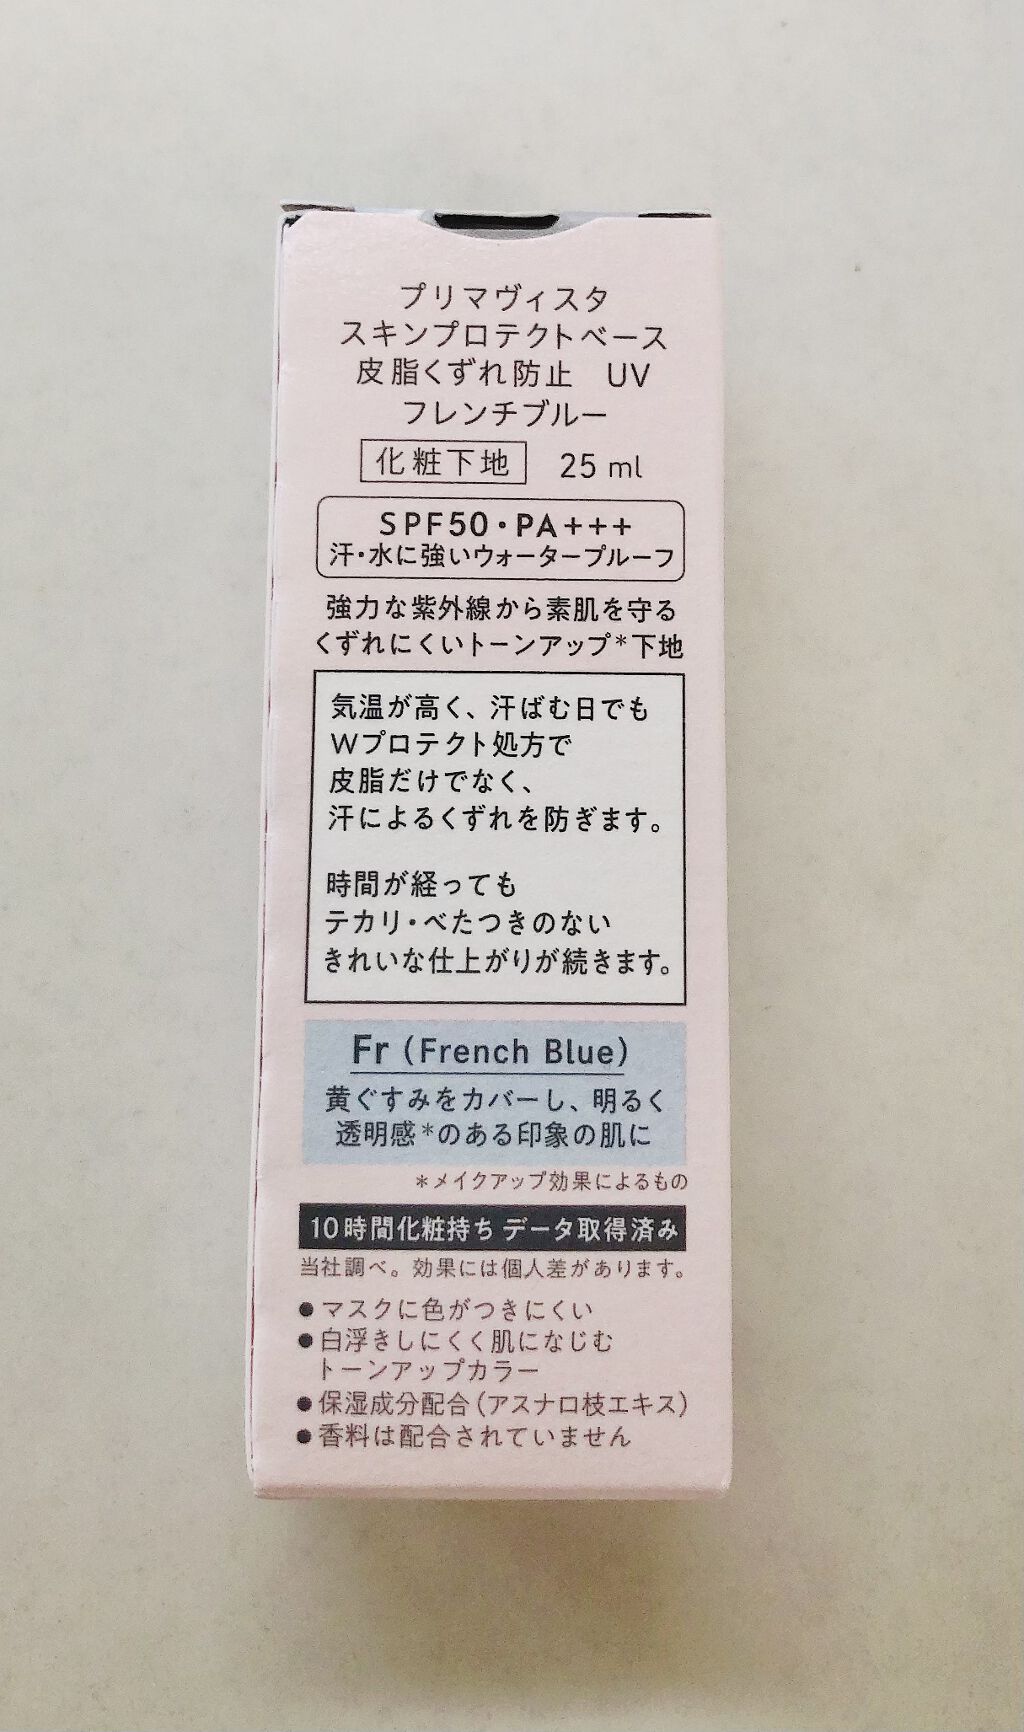 プリマヴィスタ
スキンプロテクトベース
皮脂くずれ防止 UV
フレンチブルー
化粧下地 25 ml
SPF50・PA+++
汗・水に強いウォータープルーフ
強力な紫外線から素肌を守る
くずれにくいトーンアップ*下地
気温が高く、汗ばむ日でも
Wプロテクト処方で
皮脂だけでなく、
汗によるくずれを防ぎます。
時間が経っても
テカリ・べたつきのない
きれいな仕上がりが続きます。
Fr (French Blue)
黄ぐすみをカバーし、明るく
透明感*のある印象の肌に
*メイクアップ効果によるもの
10時間化粧持ち データ取得済み
当社調べ。効果には個人差があります。
●マスクに色がつきにくい
●白浮きしにくく肌になじむ
トーンアップカラー
●保湿成分配合(アスナロ枝エキス)
●香料は配合されていません